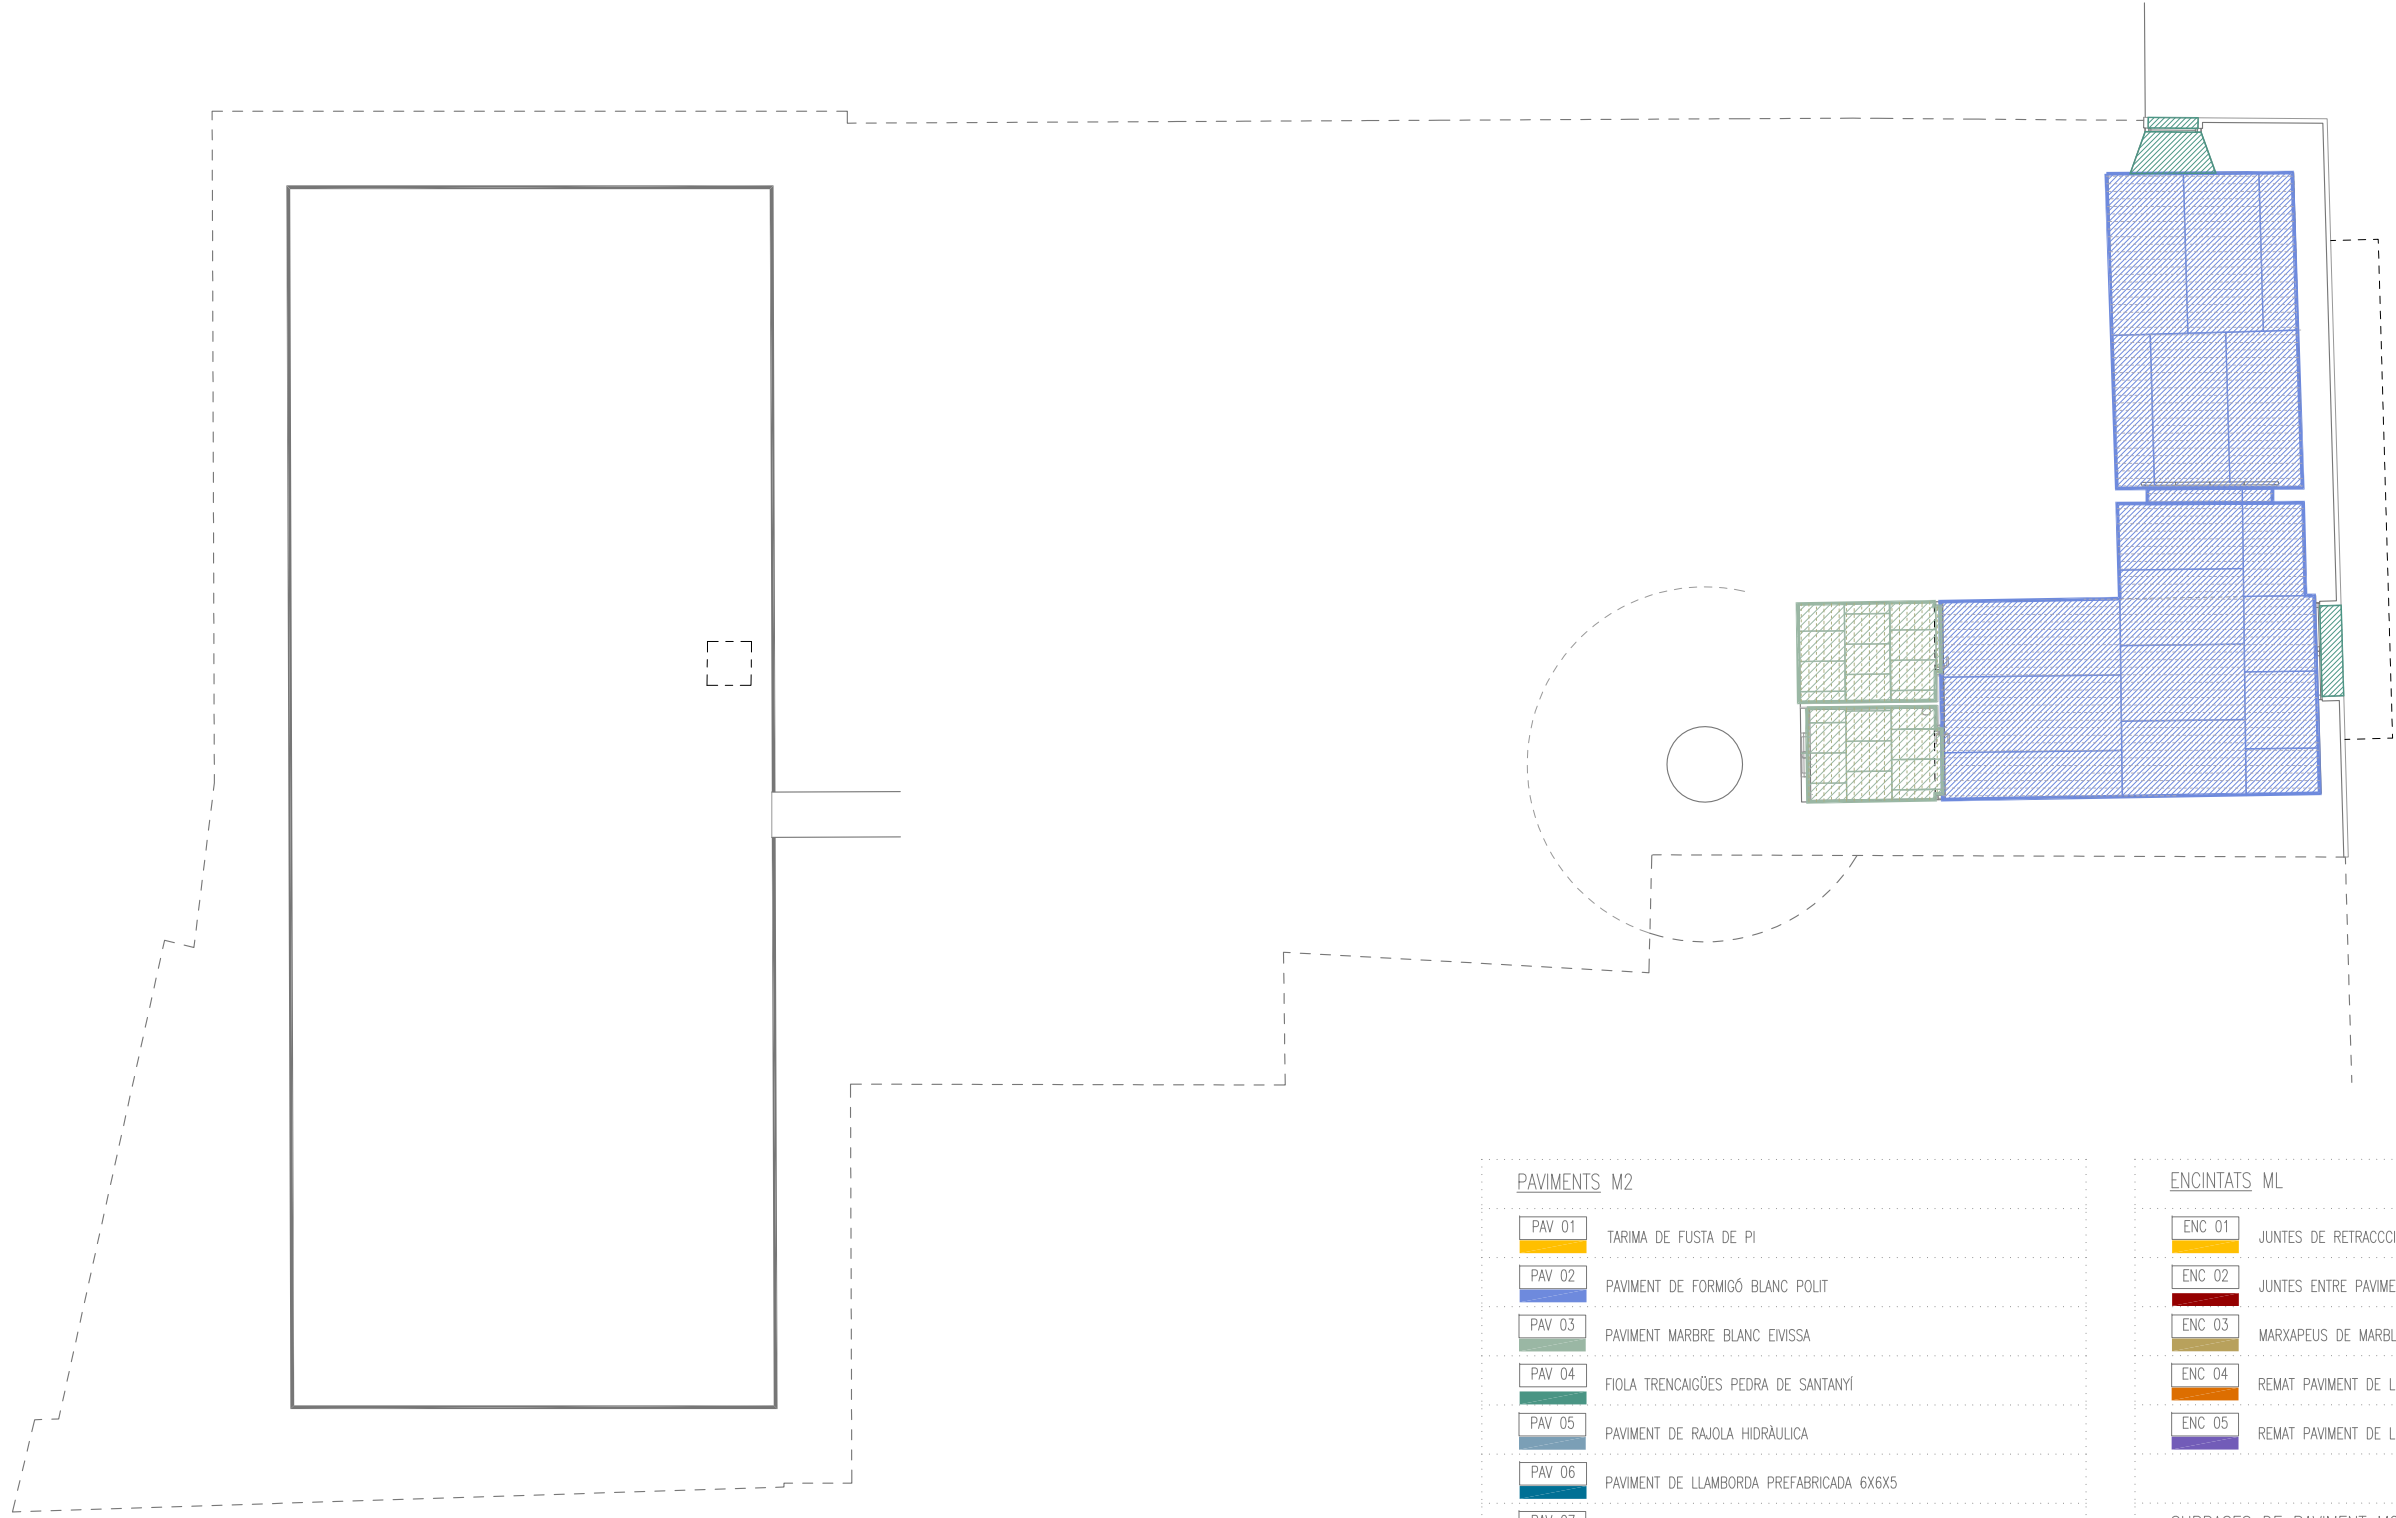 PAVIMENTS M2
PAV 01
TARIMA DE FUSTA DE PI
PAV 02
PAVIMENT DE FORMIGÓ BLANC POLIT
PAV 03
PAVIMENT MARBRE BLANC EIVISSA
PAV 04
FIOLA TRENCAIGÜES PEDRA DE SANTANYÍ
PAV 05
PAVIMENT DE RAJOLA HIDRÀULICA
PAV 06
PAVIMENT DE LLAMBORDA PREFABRICADA 6X6X5
PAV 07
ENCINTATS ML
ENC 01
JUNTES DE RETRACCCI
ENC 02
JUNTES ENTRE PAVIME
ENC 03
MARXAPEUS DE MARBL
ENC 04
REMAT PAVIMENT DE L
ENC 05
REMAT PAVIMENT DE L